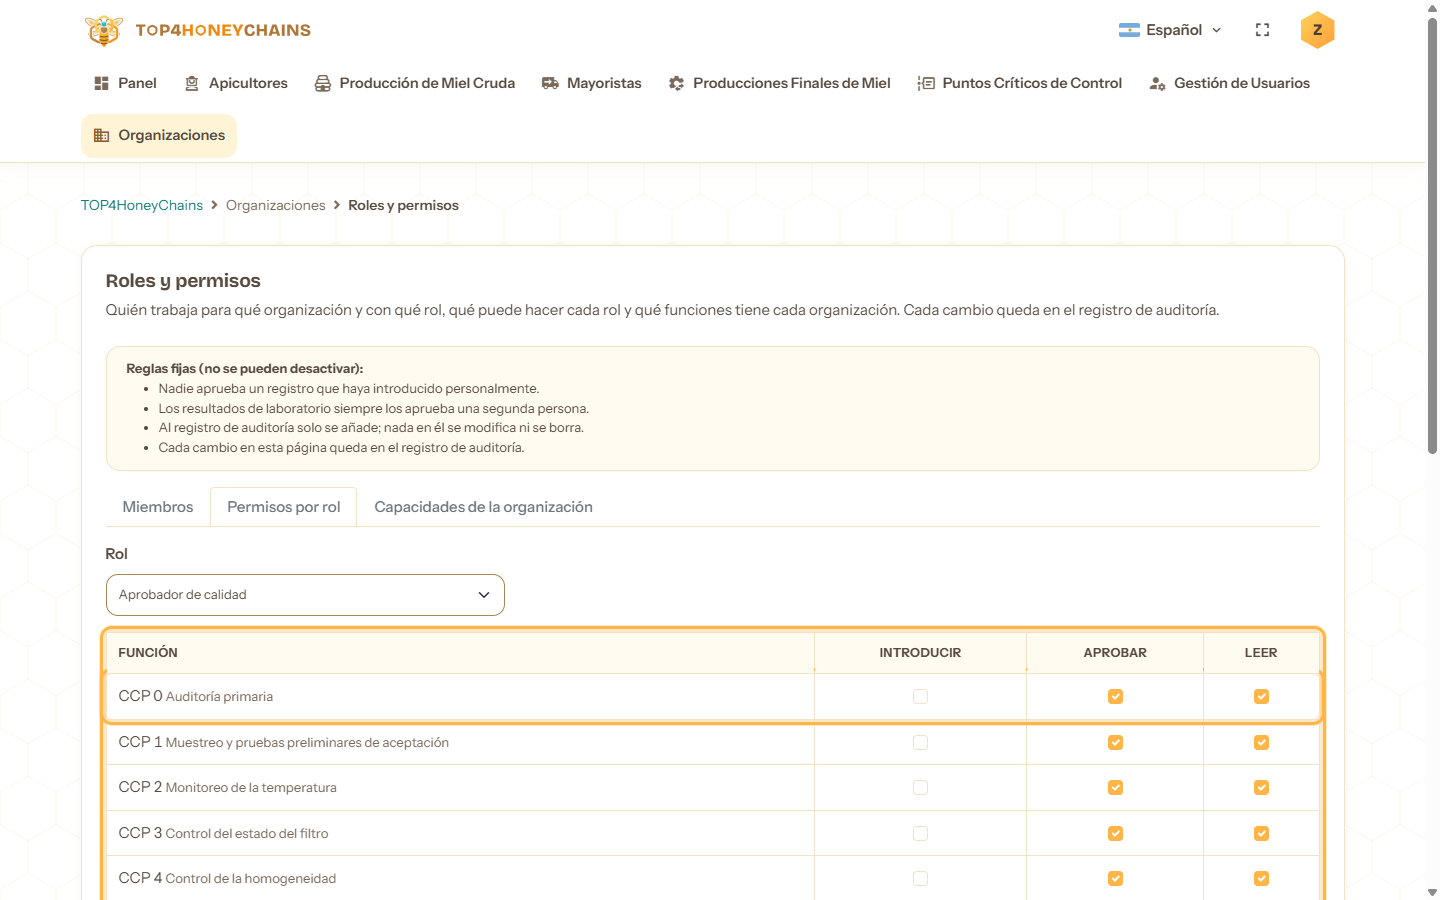 TOP4HONEYCHAINS
Español
Z
Panel
Apicultores
Producción de Miel Cruda
Mayoristas
Producciones Finales de Miel
Puntos Críticos de Control
Gestión de Usuarios
Organizaciones
TOP4HoneyChains > Organizaciones > Roles y permisos
Roles y permisos
Quién trabaja para qué organización y con qué rol, qué puede hacer cada rol y qué funciones tiene cada organización. Cada cambio queda en el registro de auditoría.
Reglas fijas (no se pueden desactivar):
• Nadie aprueba un registro que haya introducido personalmente.
• Los resultados de laboratorio siempre los aprueba una segunda persona.
• Al registro de auditoría solo se añade; nada en él se modifica ni se borra.
• Cada cambio en esta página queda en el registro de auditoría.
Miembros
Permisos por rol
Capacidades de la organización
Rol
Aprobador de calidad
FUNCIÓN INTRODUCIR APROBAR LEER
CCP 0 Auditoría primaria
CCP 1 Muestreo y pruebas preliminares de aceptación
CCP 2 Monitoreo de la temperatura
CCP 3 Control del estado del filtro
CCP 4 Control de la homogeneidad